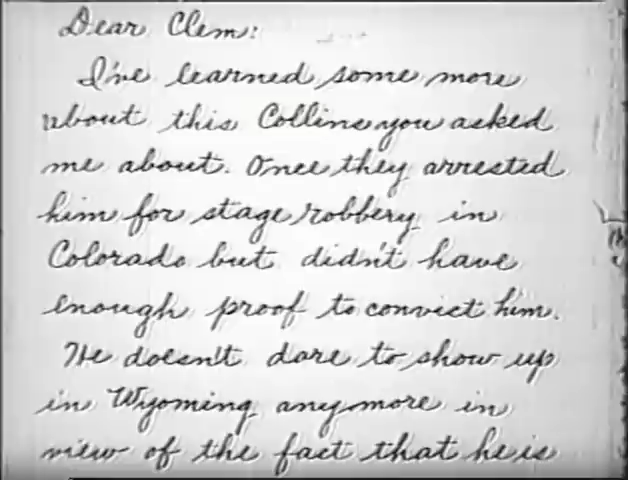 Dear Clem:
I've learned some more
about this Collins you asked
me about. Once they arrested
him for stage robbery in
Colorado but didn't have
enough proof to convict him.
He doesn't dare to show up
in Wyoming anymore in
view of the fact that he is